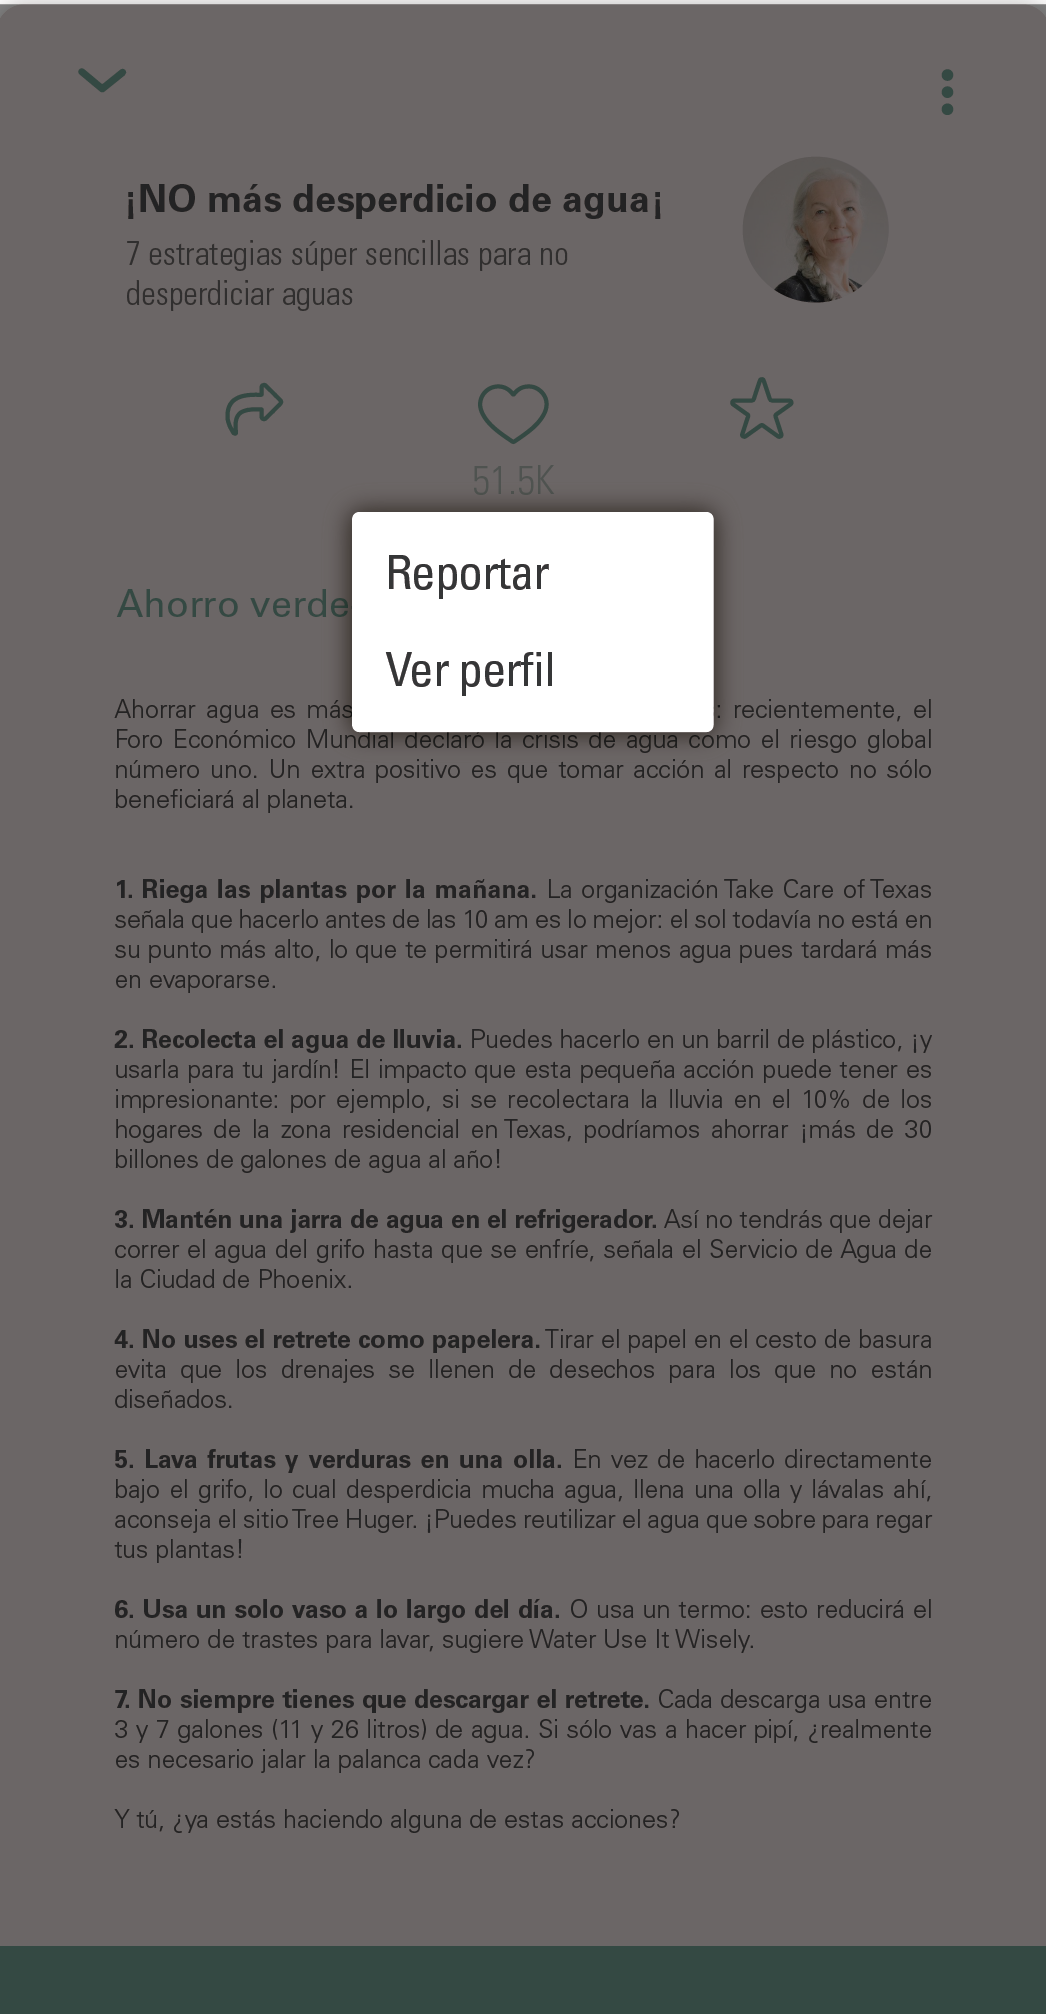 ¡NO más desperdicio de agua¡
7 estrategias súper sencillas para no
desperdiciar aguas
51.5K
Reportar
Ahorro verde
Ver perfil
Ahorrar agua es más : recientemente, el
Foro Económico Mundial declaró la crisis de agua como el riesgo global
número uno. Un extra positivo es que tomar acción al respecto no sólo
beneficiará al planeta.
1. Riega las plantas por la mañana. La organización Take Care of Texas
señala que hacerlo antes de las 10 am es lo mejor: el sol todavía no está en
su punto más alto, lo que te permitirá usar menos agua pues tardará más
en evaporarse.
2. Recolecta el agua de lluvia. Puedes hacerlo en un barril de plástico, ¡y
usarla para tu jardín! El impacto que esta pequeña acción puede tener es
impresionante: por ejemplo, si se recolectara la lluvia en el 10% de los
hogares de la zona residencial en Texas, podríamos ahorrar ¡más de 30
billones de galones de agua al año!
3. Mantén una jarra de agua en el refrigerador. Así no tendrás que dejar
correr el agua del grifo hasta que se enfríe, señala el Servicio de Agua de
la Ciudad de Phoenix.
4. No uses el retrete como papelera. Tirar el papel en el cesto de basura
evita que los drenajes se llenen de desechos para los que no están
diseñados.
5. Lava frutas y verduras en una olla. En vez de hacerlo directamente
bajo el grifo, lo cual desperdicia mucha agua, llena una olla y lávalas ahí,
aconseja el sitio Tree Huger. ¡Puedes reutilizar el agua que sobre para regar
tus plantas!
6. Usa un solo vaso a lo largo del día. O usa un termo: esto reducirá el
número de trastes para lavar, sugiere Water Use It Wisely.
7. No siempre tienes que descargar el retrete. Cada descarga usa entre
3 y 7 galones (11 y 26 litros) de agua. Si sólo vas a hacer pipí, ¿realmente
es necesario jalar la palanca cada vez?
Y tú, ¿ya estás haciendo alguna de estas acciones?